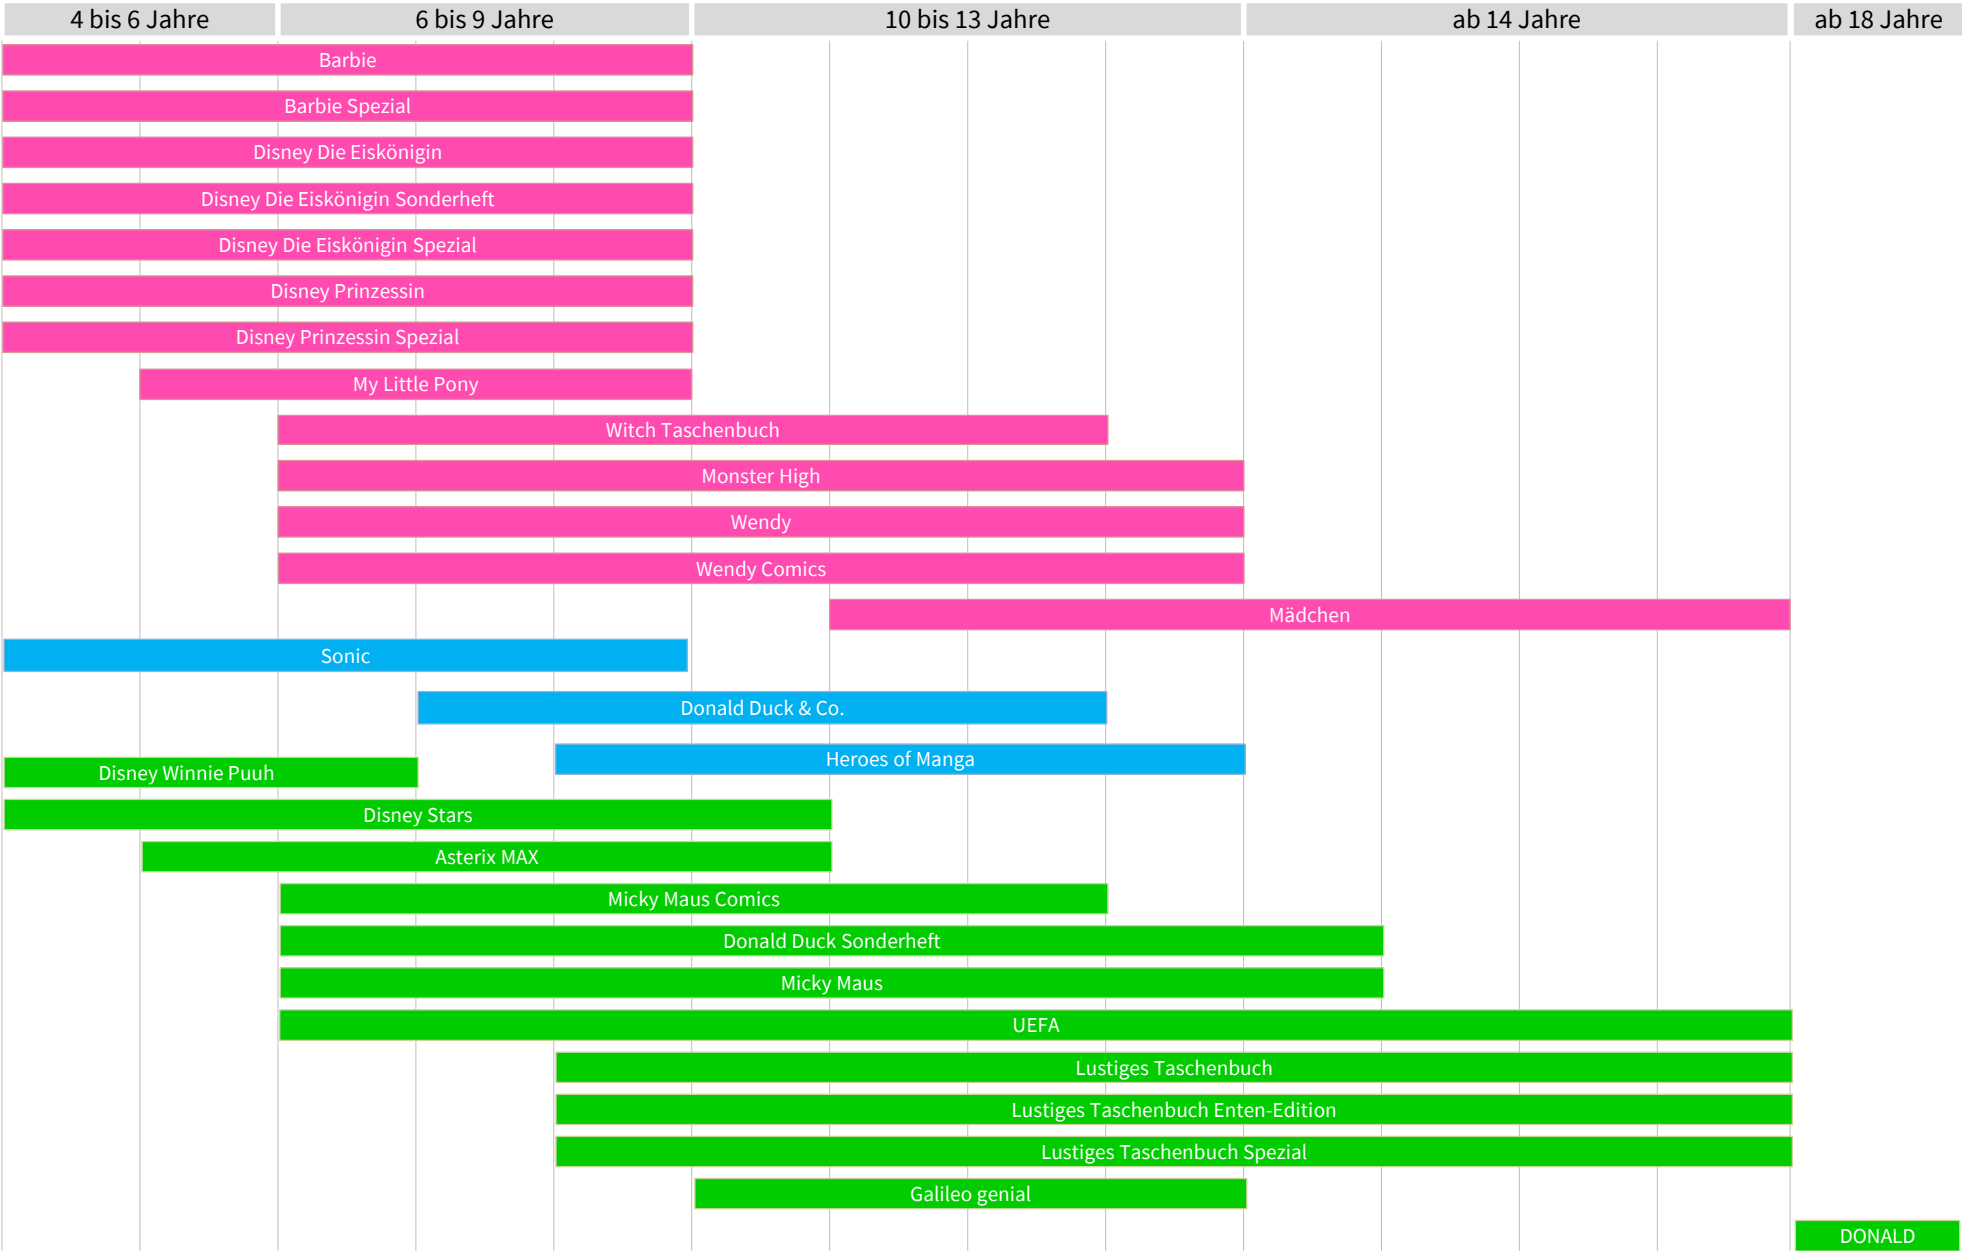 4 bis 6 Jahre 6 bis 9 Jahre 10 bis 13 Jahre ab 14 Jahre ab 18 Jahre
Barbie
Barbie Spezial
Disney Die Eiskönigin
Disney Die Eiskönigin Sonderheft
Disney Die Eiskönigin Spezial
Disney Prinzessin
Disney Prinzessin Spezial
My Little Pony
Witch Taschenbuch
Monster High
Wendy
Wendy Comics
Mädchen
Sonic
Donald Duck & Co.
Heroes of Manga
Disney Winnie Puuh
Disney Stars
Asterix MAX
Micky Maus Comics
Donald Duck Sonderheft
Micky Maus
UEFA
Lustiges Taschenbuch
Lustiges Taschenbuch Enten-Edition
Lustiges Taschenbuch Spezial
Galileo genial
DONALD